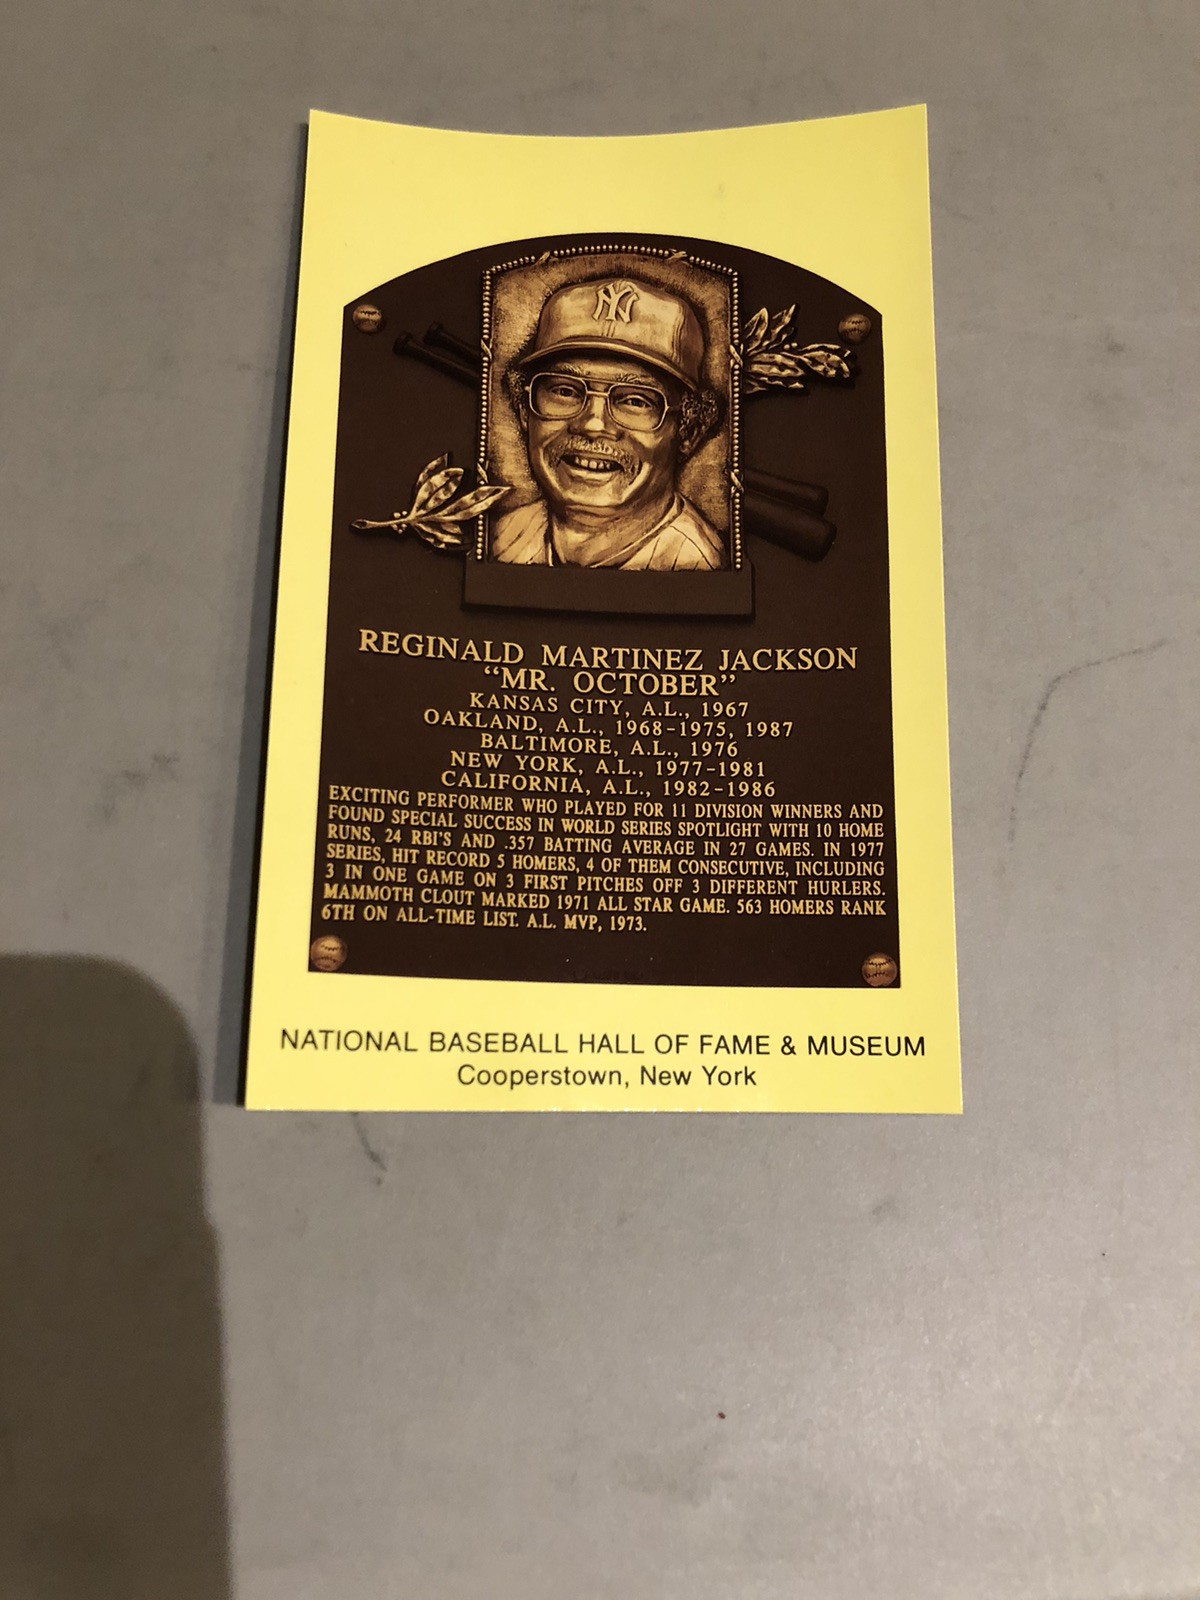 NY
REGINALD MARTINEZ JACKSON
"MR. OCTOBER"
KANSAS CITY, A.L., 1967
OAKLAND, A.L., 1968-1975, 1987
BALTIMORE, A.L., 1976
NEW YORK, A.L., 1977-1981
CALIFORNIA, A.L., 1982-1986
EXCITING PERFORMER WHO PLAYED FOR 11 DIVISION WINNERS AND
FOUND SPECIAL SUCCESS IN WORLD SERIES SPOTLIGHT WITH 10 HOME
RUNS, 24 RBI'S AND .357 BATTING AVERAGE IN 27 GAMES. IN 1977
SERIES, HIT RECORD 5 HOMERS, 4 OF THEM CONSECUTIVE, INCLUDING
3 IN ONE GAME ON 3 FIRST PITCHES OFF 3 DIFFERENT HURLERS.
MAMMOTH CLOUT MARKED 1971 ALL STAR GAME. 563 HOMERS RANK
6TH ON ALL-TIME LIST. A.L. MVP, 1973.
NATIONAL BASEBALL HALL OF FAME & MUSEUM
Cooperstown, New York